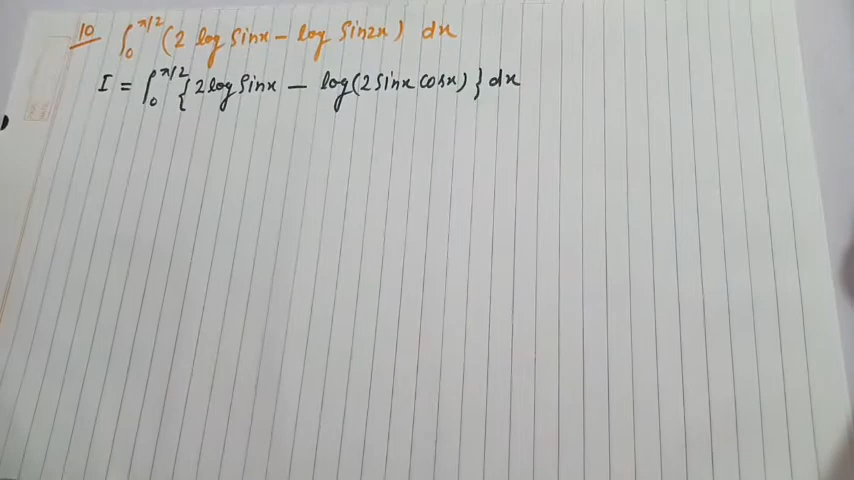 10 ∫₀^π/2 (2 log sinx - log sin2x) dx
I = ∫₀^π/2 {2 log sinx - log(2 sinx cosx)} dx